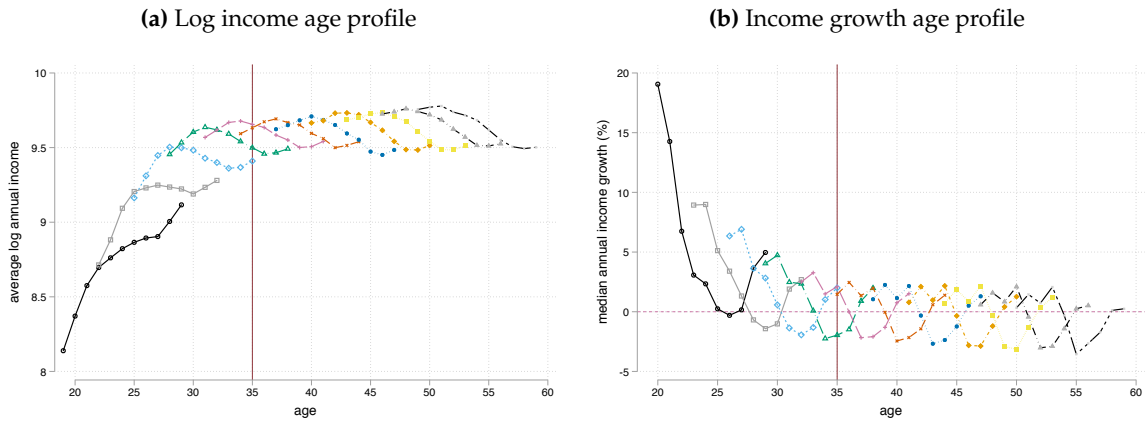 (a) Log income age profile
(b) Income growth age profile
average log annual income
10
9.5
9
8.5
8
20 25 30 35 40 45 50 55 60
age
median annual income growth (%)
20
15
10
5
0
-5
20 25 30 35 40 45 50 55 60
age